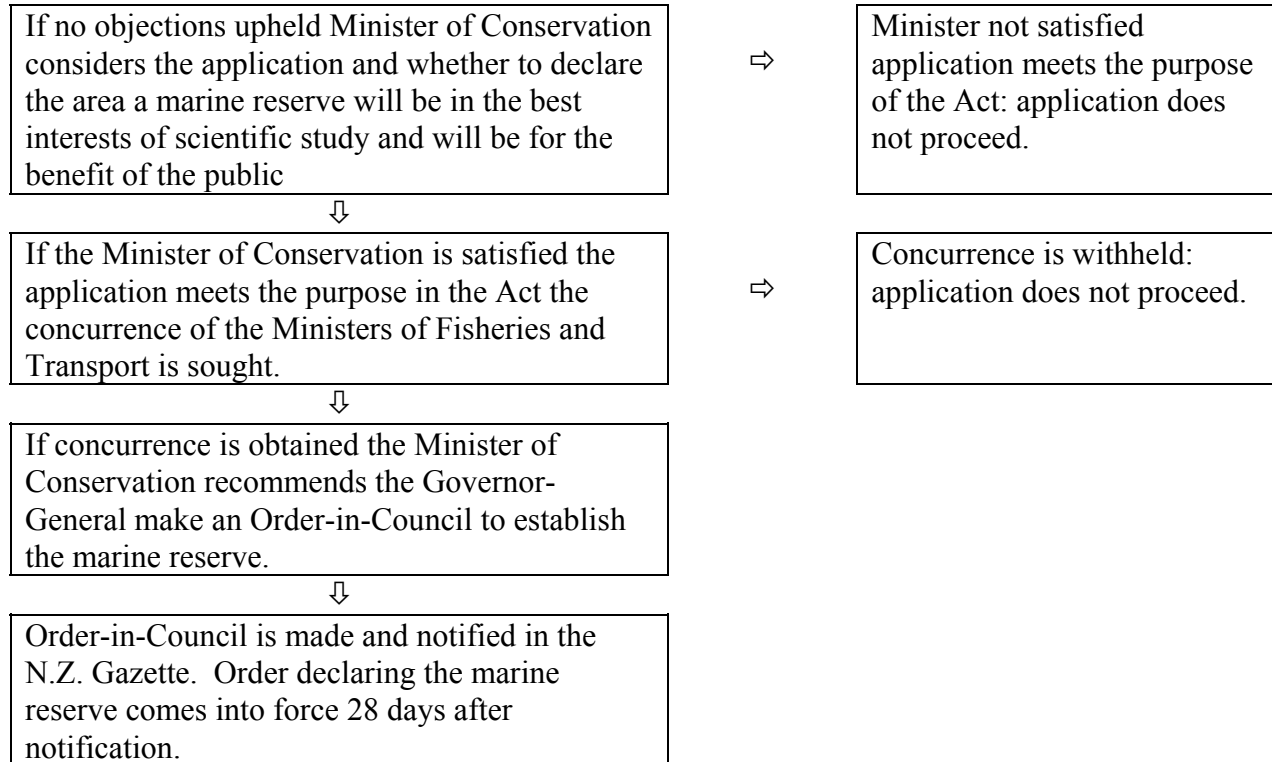 If no objections upheld Minister of Conservation
considers the application and whether to declare
the area a marine reserve will be in the best
interests of scientific study and will be for the
benefit of the public
⇨
Minister not satisfied
application meets the purpose
of the Act: application does
not proceed.
⇩
If the Minister of Conservation is satisfied the
application meets the purpose in the Act the
concurrence of the Ministers of Fisheries and
Transport is sought.
⇨
Concurrence is withheld:
application does not proceed.
⇩
If concurrence is obtained the Minister of
Conservation recommends the Governor-
General make an Order-in-Council to establish
the marine reserve.
⇩
Order-in-Council is made and notified in the
N.Z. Gazette.  Order declaring the marine
reserve comes into force 28 days after
notification.